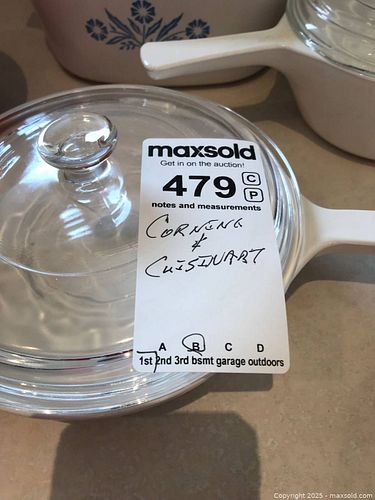 maxsold
Get in on the auction!
479 C
P
notes and measurements
CORNING
&
CUISINART
A B C D
1st 2nd 3rd bsmt garage outdoors
Copyright 2025 - maxsold.com